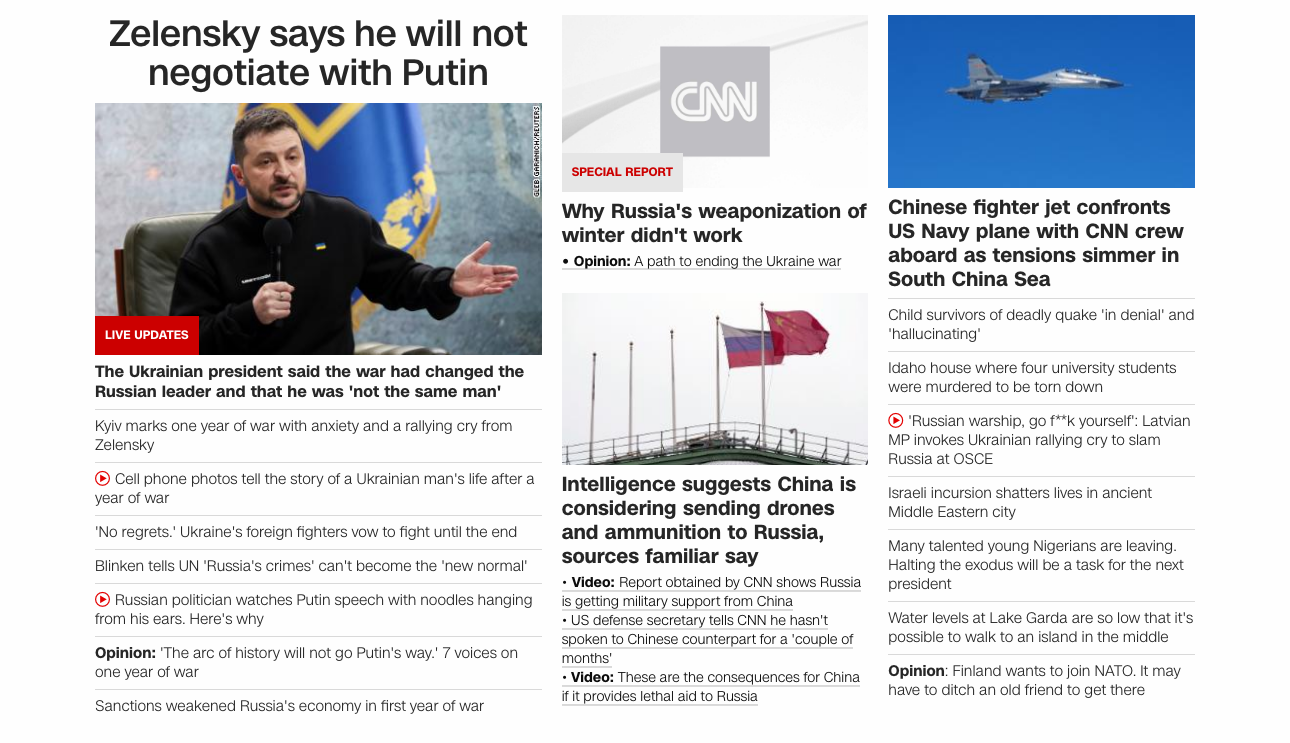 Zelensky says he will not
negotiate with Putin
GLEB GARANICH/REUTERS
LIVE UPDATES
The Ukrainian president said the war had changed the
Russian leader and that he was 'not the same man'
Kyiv marks one year of war with anxiety and a rallying cry from
Zelensky
Cell phone photos tell the story of a Ukrainian man's life after a
year of war
'No regrets.' Ukraine's foreign fighters vow to fight until the end
Blinken tells UN 'Russia's crimes' can't become the 'new normal'
Russian politician watches Putin speech with noodles hanging
from his ears. Here's why
Opinion: 'The arc of history will not go Putin's way.' 7 voices on
one year of war
Sanctions weakened Russia's economy in first year of war
CNN
SPECIAL REPORT
Why Russia's weaponization of
winter didn't work
• Opinion: A path to ending the Ukraine war
Intelligence suggests China is
considering sending drones
and ammunition to Russia,
sources familiar say
• Video: Report obtained by CNN shows Russia
is getting military support from China
• US defense secretary tells CNN he hasn't
spoken to Chinese counterpart for a 'couple of
months'
• Video: These are the consequences for China
if it provides lethal aid to Russia
Chinese fighter jet confronts
US Navy plane with CNN crew
aboard as tensions simmer in
South China Sea
Child survivors of deadly quake 'in denial' and
'hallucinating'
Idaho house where four university students
were murdered to be torn down
'Russian warship, go f**k yourself': Latvian
MP invokes Ukrainian rallying cry to slam
Russia at OSCE
Israeli incursion shatters lives in ancient
Middle Eastern city
Many talented young Nigerians are leaving.
Halting the exodus will be a task for the next
president
Water levels at Lake Garda are so low that it's
possible to walk to an island in the middle
Opinion: Finland wants to join NATO. It may
have to ditch an old friend to get there